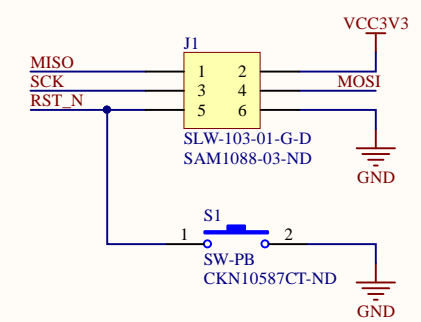 VCC3V3
J1
MISO 1 2
SCK 3 4 MOSI
RST_N 5 6
SLW-103-01-G-D
SAM1088-03-ND
GND
S1
1 2
SW-PB
CKN10587CT-ND
GND